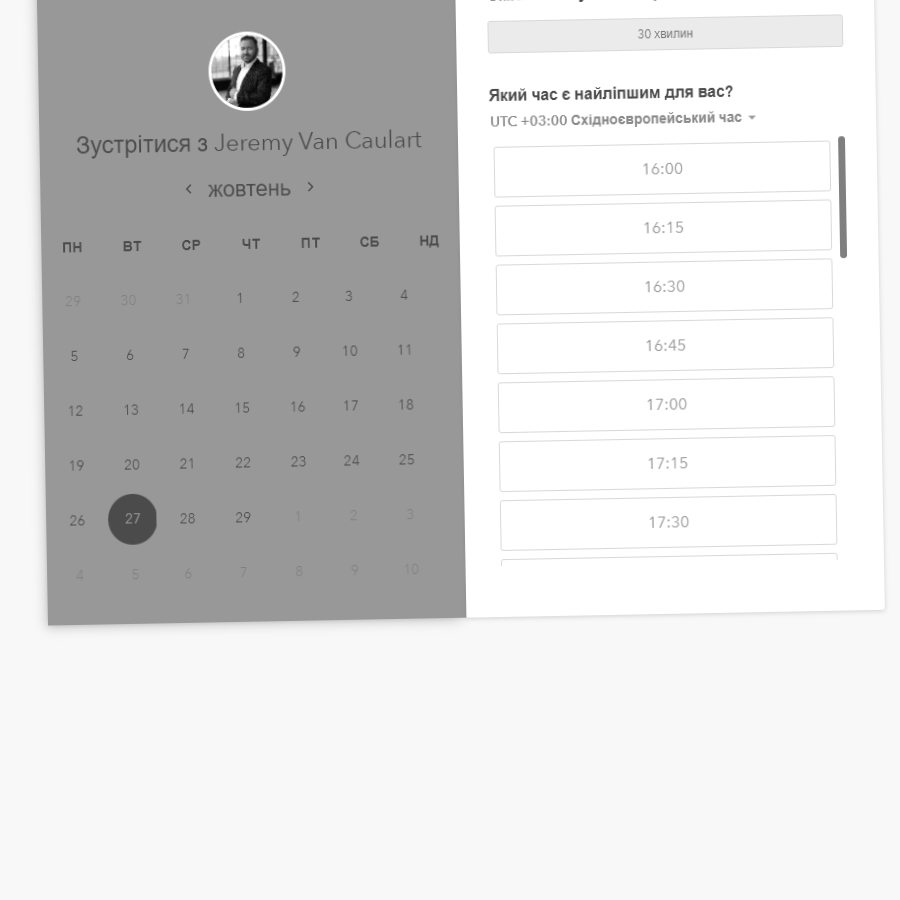 Зустрітися з Jeremy Van Caulart
‹ жовтень ›
ПН ВТ СР ЧТ ПТ СБ НД
29 30 31 1 2 3 4
5 6 7 8 9 10 11
12 13 14 15 16 17 18
19 20 21 22 23 24 25
26 27 28 29 1 2 3
4 5 6 7 8 9 10
30 хвилин
Який час є найліпшим для вас?
UTC +03:00 Східноєвропейський час
16:00
16:15
16:30
16:45
17:00
17:15
17:30